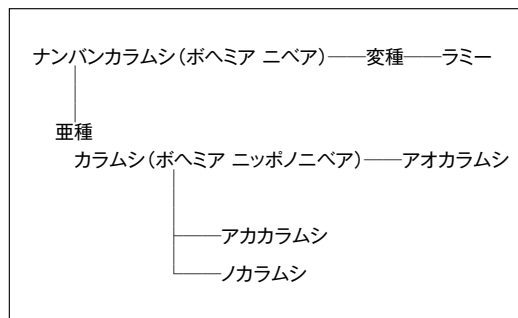 ナンバンカラムシ（ボヘミア ニベア）――変種――ラミー
亜種
カラムシ（ボヘミア ニッポノニベア）――アオカラムシ
アカカラムシ
ノカラムシ